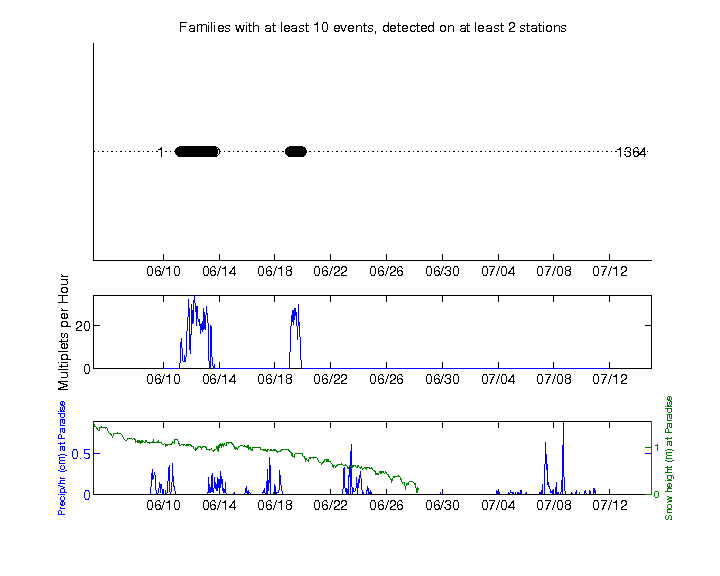 Families with at least 10 events, detected on at least 2 stations
1 1364
06/10 06/14 06/18 06/22 06/26 06/30 07/04 07/08 07/12
Multiplets per Hour
20
0
06/10 06/14 06/18 06/22 06/26 06/30 07/04 07/08 07/12
Precip/hr (cm) at Paradise
0.5
0
1
0
Snow height (m) at Paradise
06/10 06/14 06/18 06/22 06/26 06/30 07/04 07/08 07/12